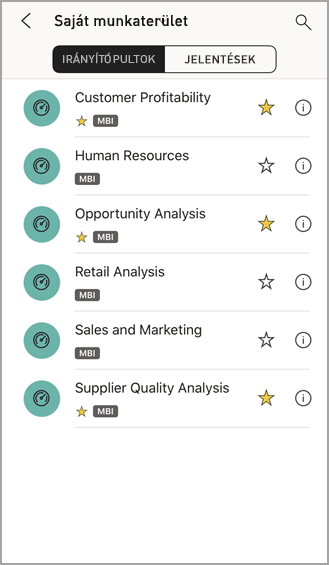 Saját munkaterület
IRÁNYÍTÓPULTOK JELENTÉSEK
Customer Profitability
MBI
Human Resources
MBI
Opportunity Analysis
MBI
Retail Analysis
MBI
Sales and Marketing
MBI
Supplier Quality Analysis
MBI